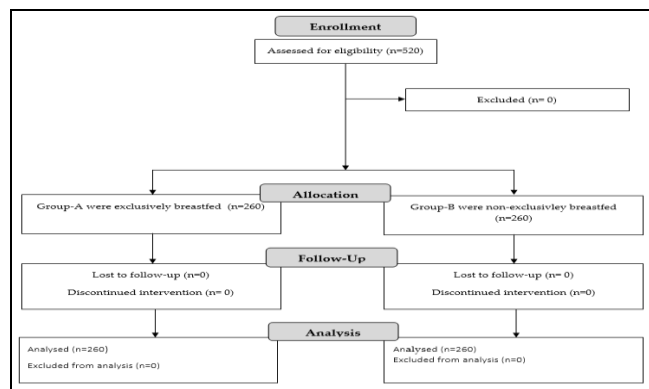 Enrollment
Assessed for eligibility (n=520)
Excluded (n= 0)
Allocation
Group-A were exclusively breastfed (n=260)
Group-B were non-exclusivley breastfed
(n=260)
Follow-Up
Lost to follow-up (n=0)
Discontinued intervention (n= 0)
Lost to follow-up (n= 0)
Discontinued intervention (n=0)
Analysis
Analysed (n=260)
Excluded from analysis (n=0)
Analysed (n=260)
Excluded from analysis (n=0)